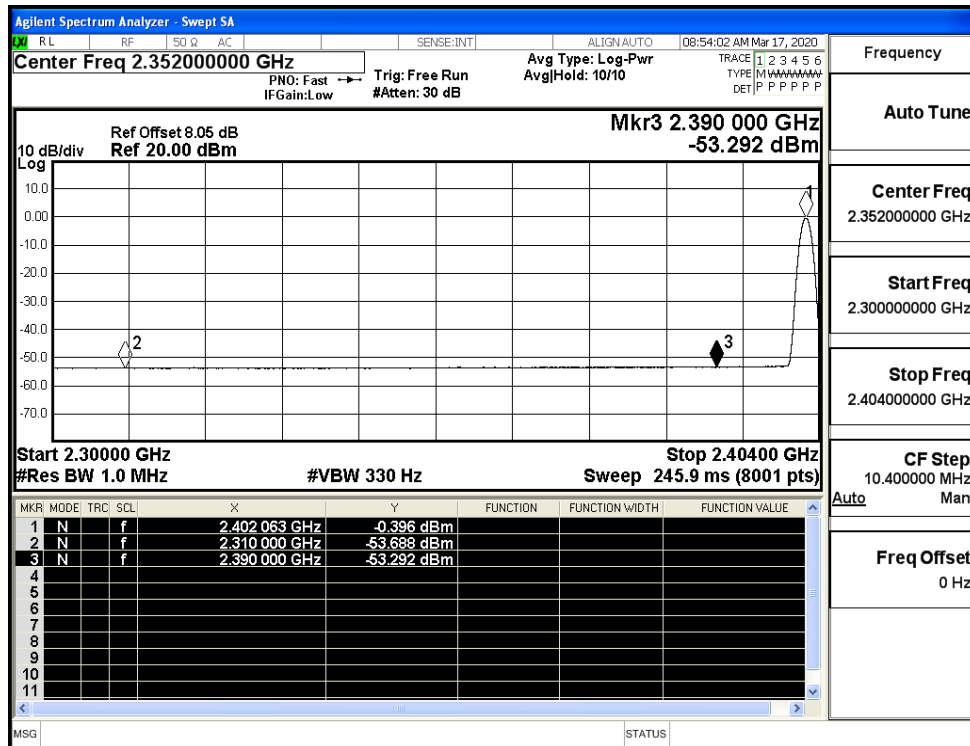 Agilent Spectrum Analyzer - Swept SA
LXI RL RF 50 Ω AC SENSE:INT ALIGN AUTO 08:54:02 AM Mar 17, 2020
Center Freq 2.352000000 GHz
PNO: Fast
IFGain:Low
Trig: Free Run
#Atten: 30 dB
Avg Type: Log-Pwr
Avg|Hold: 10/10
TRACE 1 2 3 4 5 6
TYPE M W W W W W
DET P P P P P P
Mkr3 2.390 000 GHz
-53.292 dBm
Ref Offset 8.05 dB
10 dB/div Ref 20.00 dBm
Log
10.0
0.00
-10.0
-20.0
-30.0
-40.0
-50.0
-60.0
-70.0
1
2
3
Start 2.30000 GHz Stop 2.40400 GHz
#Res BW 1.0 MHz #VBW 330 Hz Sweep 245.9 ms (8001 pts)
MKR MODE TRC SCL X Y FUNCTION FUNCTION WIDTH FUNCTION VALUE
1 N f 2.402 063 GHz -0.396 dBm
2 N f 2.310 000 GHz -53.688 dBm
3 N f 2.390 000 GHz -53.292 dBm
4
5
6
7
8
9
10
11
MSG STATUS
Frequency
Auto Tune
Center Freq
2.352000000 GHz
Start Freq
2.300000000 GHz
Stop Freq
2.404000000 GHz
CF Step
10.400000 MHz
Auto Man
Freq Offset
0 Hz